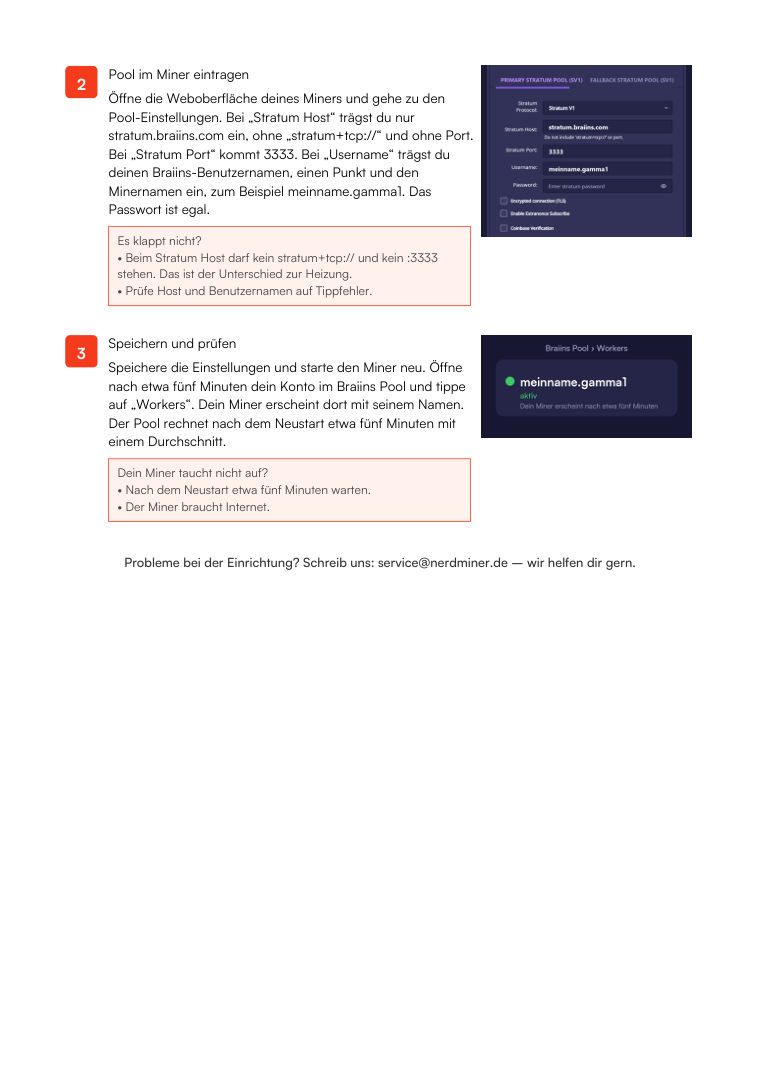 2
Pool im Miner eintragen
Öffne die Weboberfläche deines Miners und gehe zu den
Pool-Einstellungen. Bei „Stratum Host“ trägst du nur
stratum.braiins.com ein, ohne „stratum+tcp://“ und ohne Port.
Bei „Stratum Port“ kommt 3333. Bei „Username“ trägst du
deinen Braiins-Benutzernamen, einen Punkt und den
Minernamen ein, zum Beispiel meinname.gamma1. Das
Passwort ist egal.
Es klappt nicht?
• Beim Stratum Host darf kein stratum+tcp:// und kein :3333
stehen. Das ist der Unterschied zur Heizung.
• Prüfe Host und Benutzernamen auf Tippfehler.
PRIMARY STRATUM POOL (SV1) FALLBACK STRATUM POOL (SV1)
Stratum
Protocol: Stratum V1
Stratum Host: stratum.braiins.com
Do not include 'stratum+tcp://' or port.
Stratum Port: 3333
Username: meinname.gamma1
Password: Enter stratum password
Encrypted connection (TLS)
Enable Extranonce Subscribe
Coinbase Verification
3
Speichern und prüfen
Speichere die Einstellungen und starte den Miner neu. Öffne
nach etwa fünf Minuten dein Konto im Braiins Pool und tippe
auf „Workers“. Dein Miner erscheint dort mit seinem Namen.
Der Pool rechnet nach dem Neustart etwa fünf Minuten mit
einem Durchschnitt.
Dein Miner taucht nicht auf?
• Nach dem Neustart etwa fünf Minuten warten.
• Der Miner braucht Internet.
Braiins Pool › Workers
meinname.gamma1
aktiv
Dein Miner erscheint nach etwa fünf Minuten
Probleme bei der Einrichtung? Schreib uns: service@nerdminer.de — wir helfen dir gern.